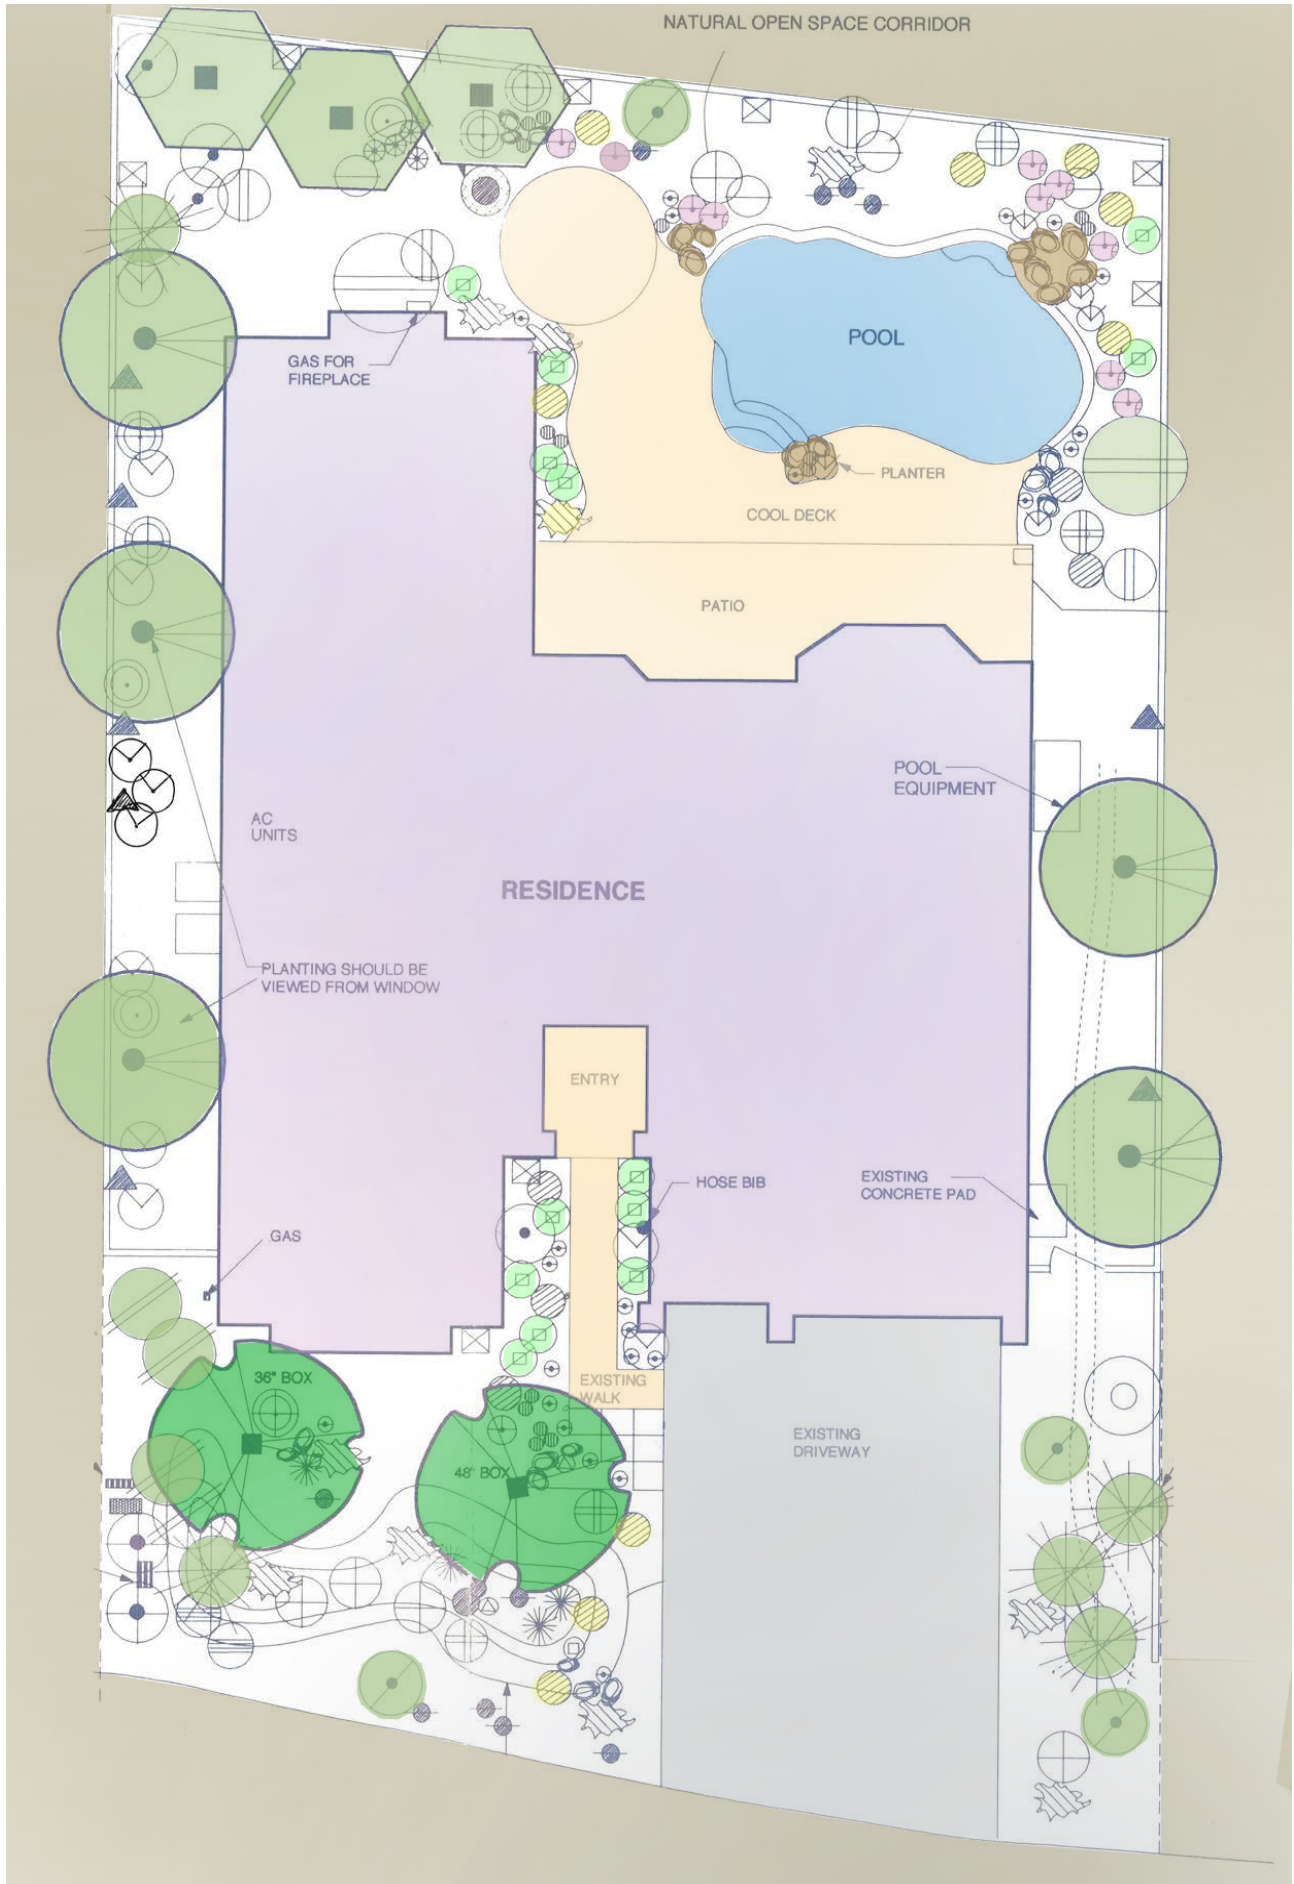 NATURAL OPEN SPACE CORRIDOR
GAS FOR
FIREPLACE
POOL
PLANTER
COOL DECK
PATIO
POOL
EQUIPMENT
AC
UNITS
RESIDENCE
PLANTING SHOULD BE
VIEWED FROM WINDOW
ENTRY
HOSE BIB
EXISTING
CONCRETE PAD
GAS
36" BOX
EXISTING
WALK
48" BOX
EXISTING
DRIVEWAY